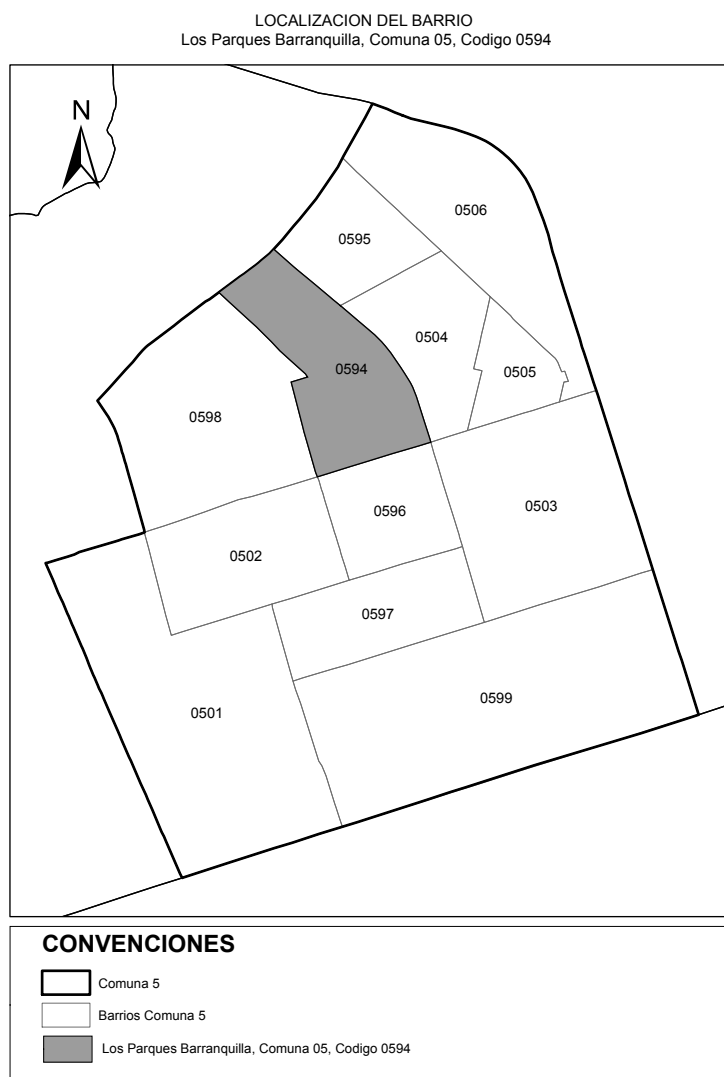 LOCALIZACION DEL BARRIO
Los Parques Barranquilla, Comuna 05, Codigo 0594
N
0506
0595
0504
0594
0505
0598
0503
0596
0502
0597
0599
0501
CONVENCIONES
Comuna 5
Barrios Comuna 5
Los Parques Barranquilla, Comuna 05, Codigo 0594